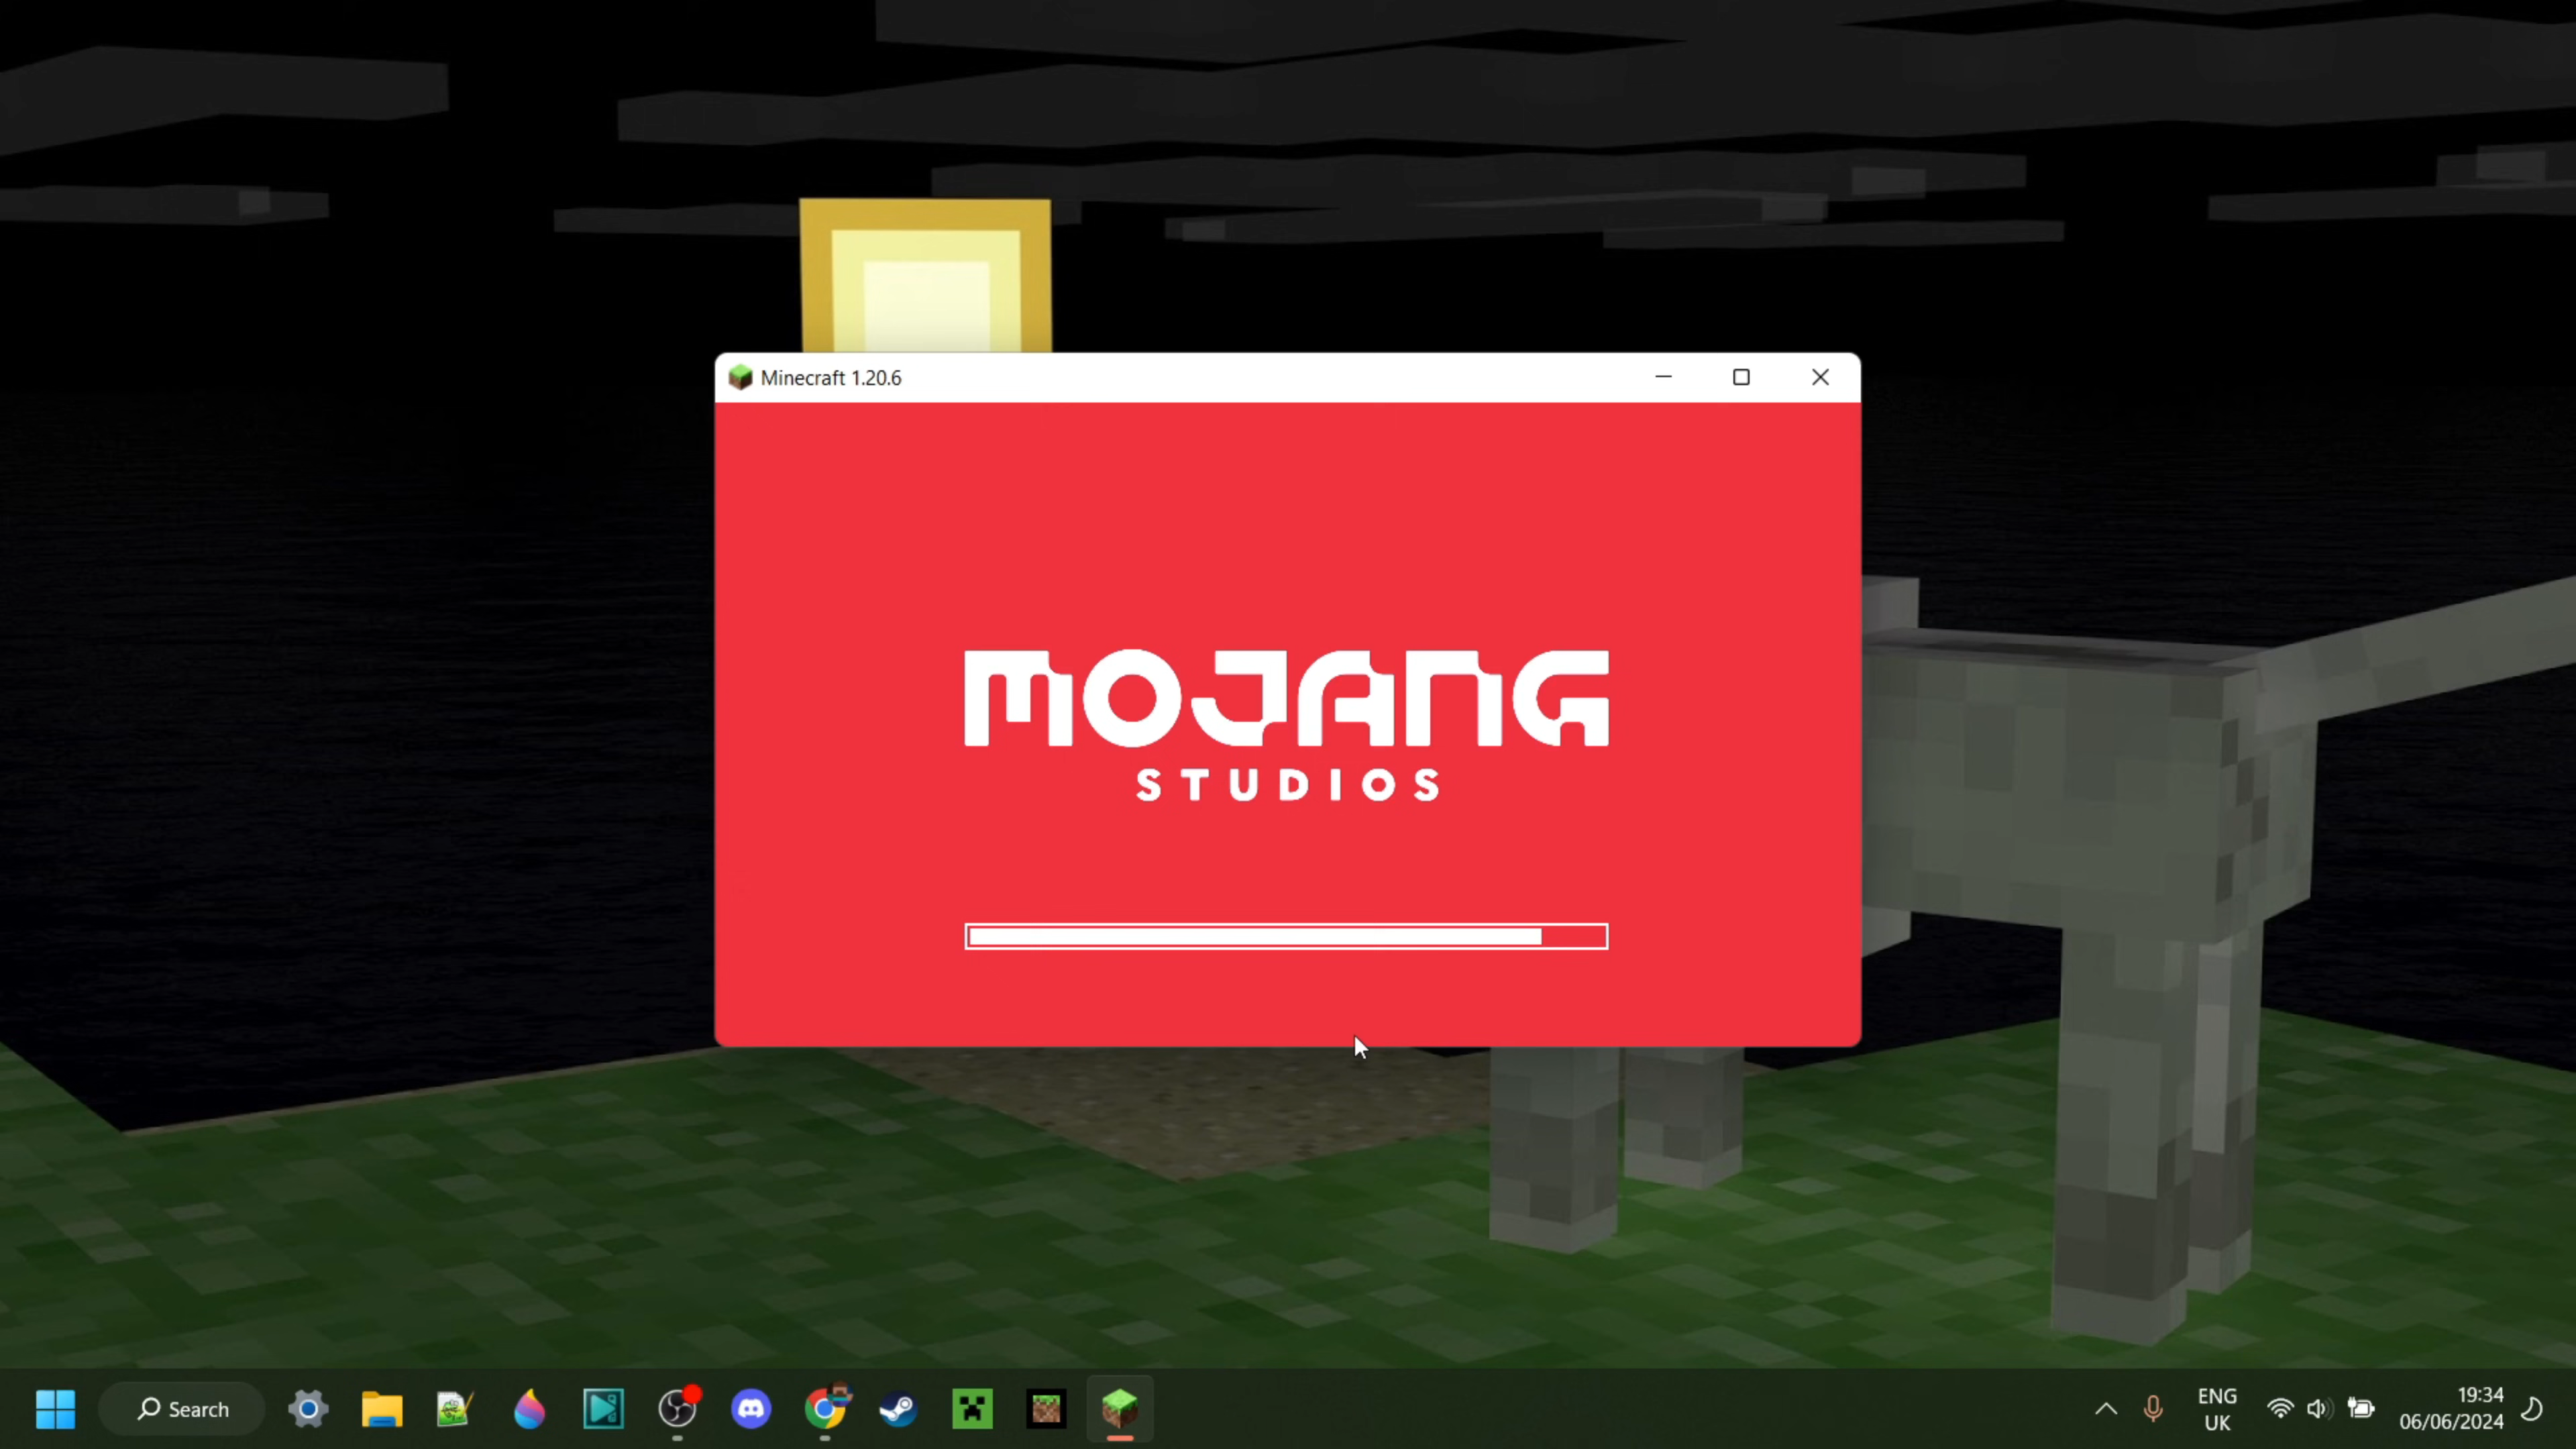 Minecraft 1.20.6
MOJANG
STUDIOS
Search
ENG
UK
19:34
06/06/2024